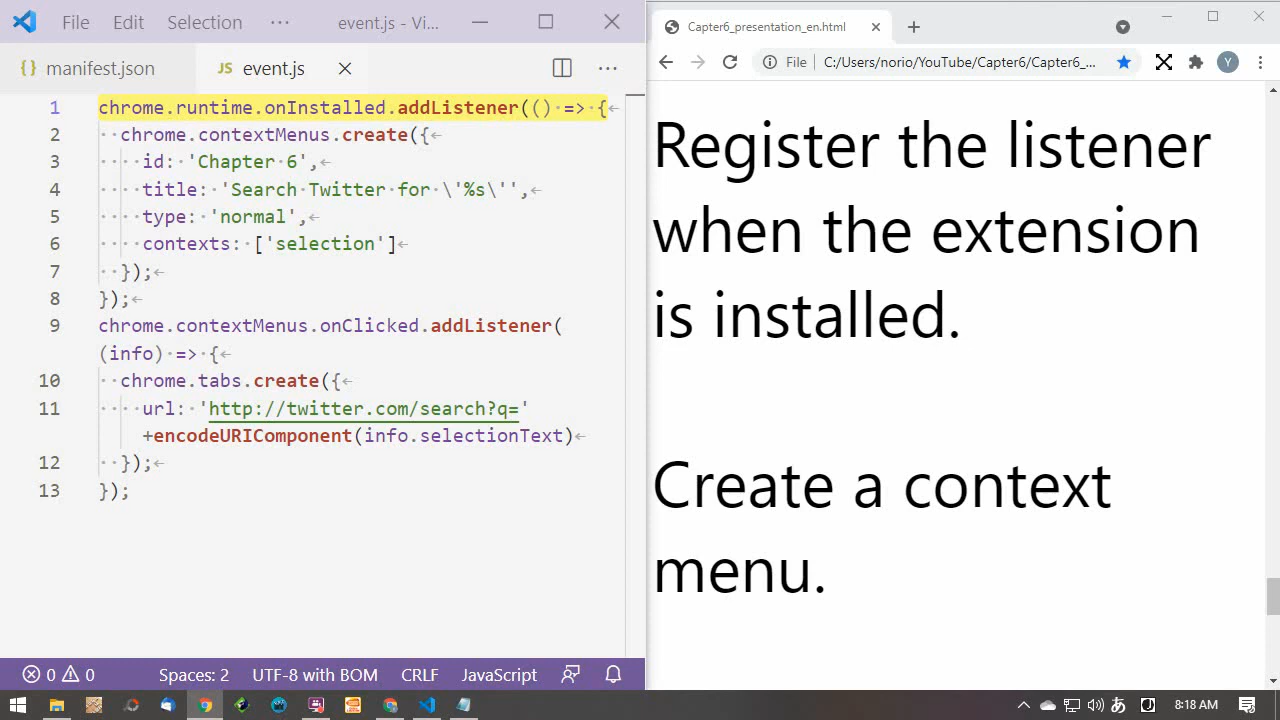 File Edit Selection ··· event.js - Vi...
manifest.json
JS event.js
1 chrome.runtime.onInstalled.addListener(() => {
2 chrome.contextMenus.create({
3 id: 'Chapter 6',
4 title: 'Search Twitter for \'%s\'',
5 type: 'normal',
6 contexts: ['selection']
7 });
8 });
9 chrome.contextMenus.onClicked.addListener(
(info) => {
10 chrome.tabs.create({
11 url: 'http://twitter.com/search?q='
+encodeURIComponent(info.selectionText)
12 });
13 });
0 0 Spaces: 2 UTF-8 with BOM CRLF JavaScript
Capter6_presentation_en.html
File C:/Users/norio/YouTube/Capter6/Capter6_... Y
Register the listener
when the extension
is installed.
Create a context
menu.
あ 8:18 AM